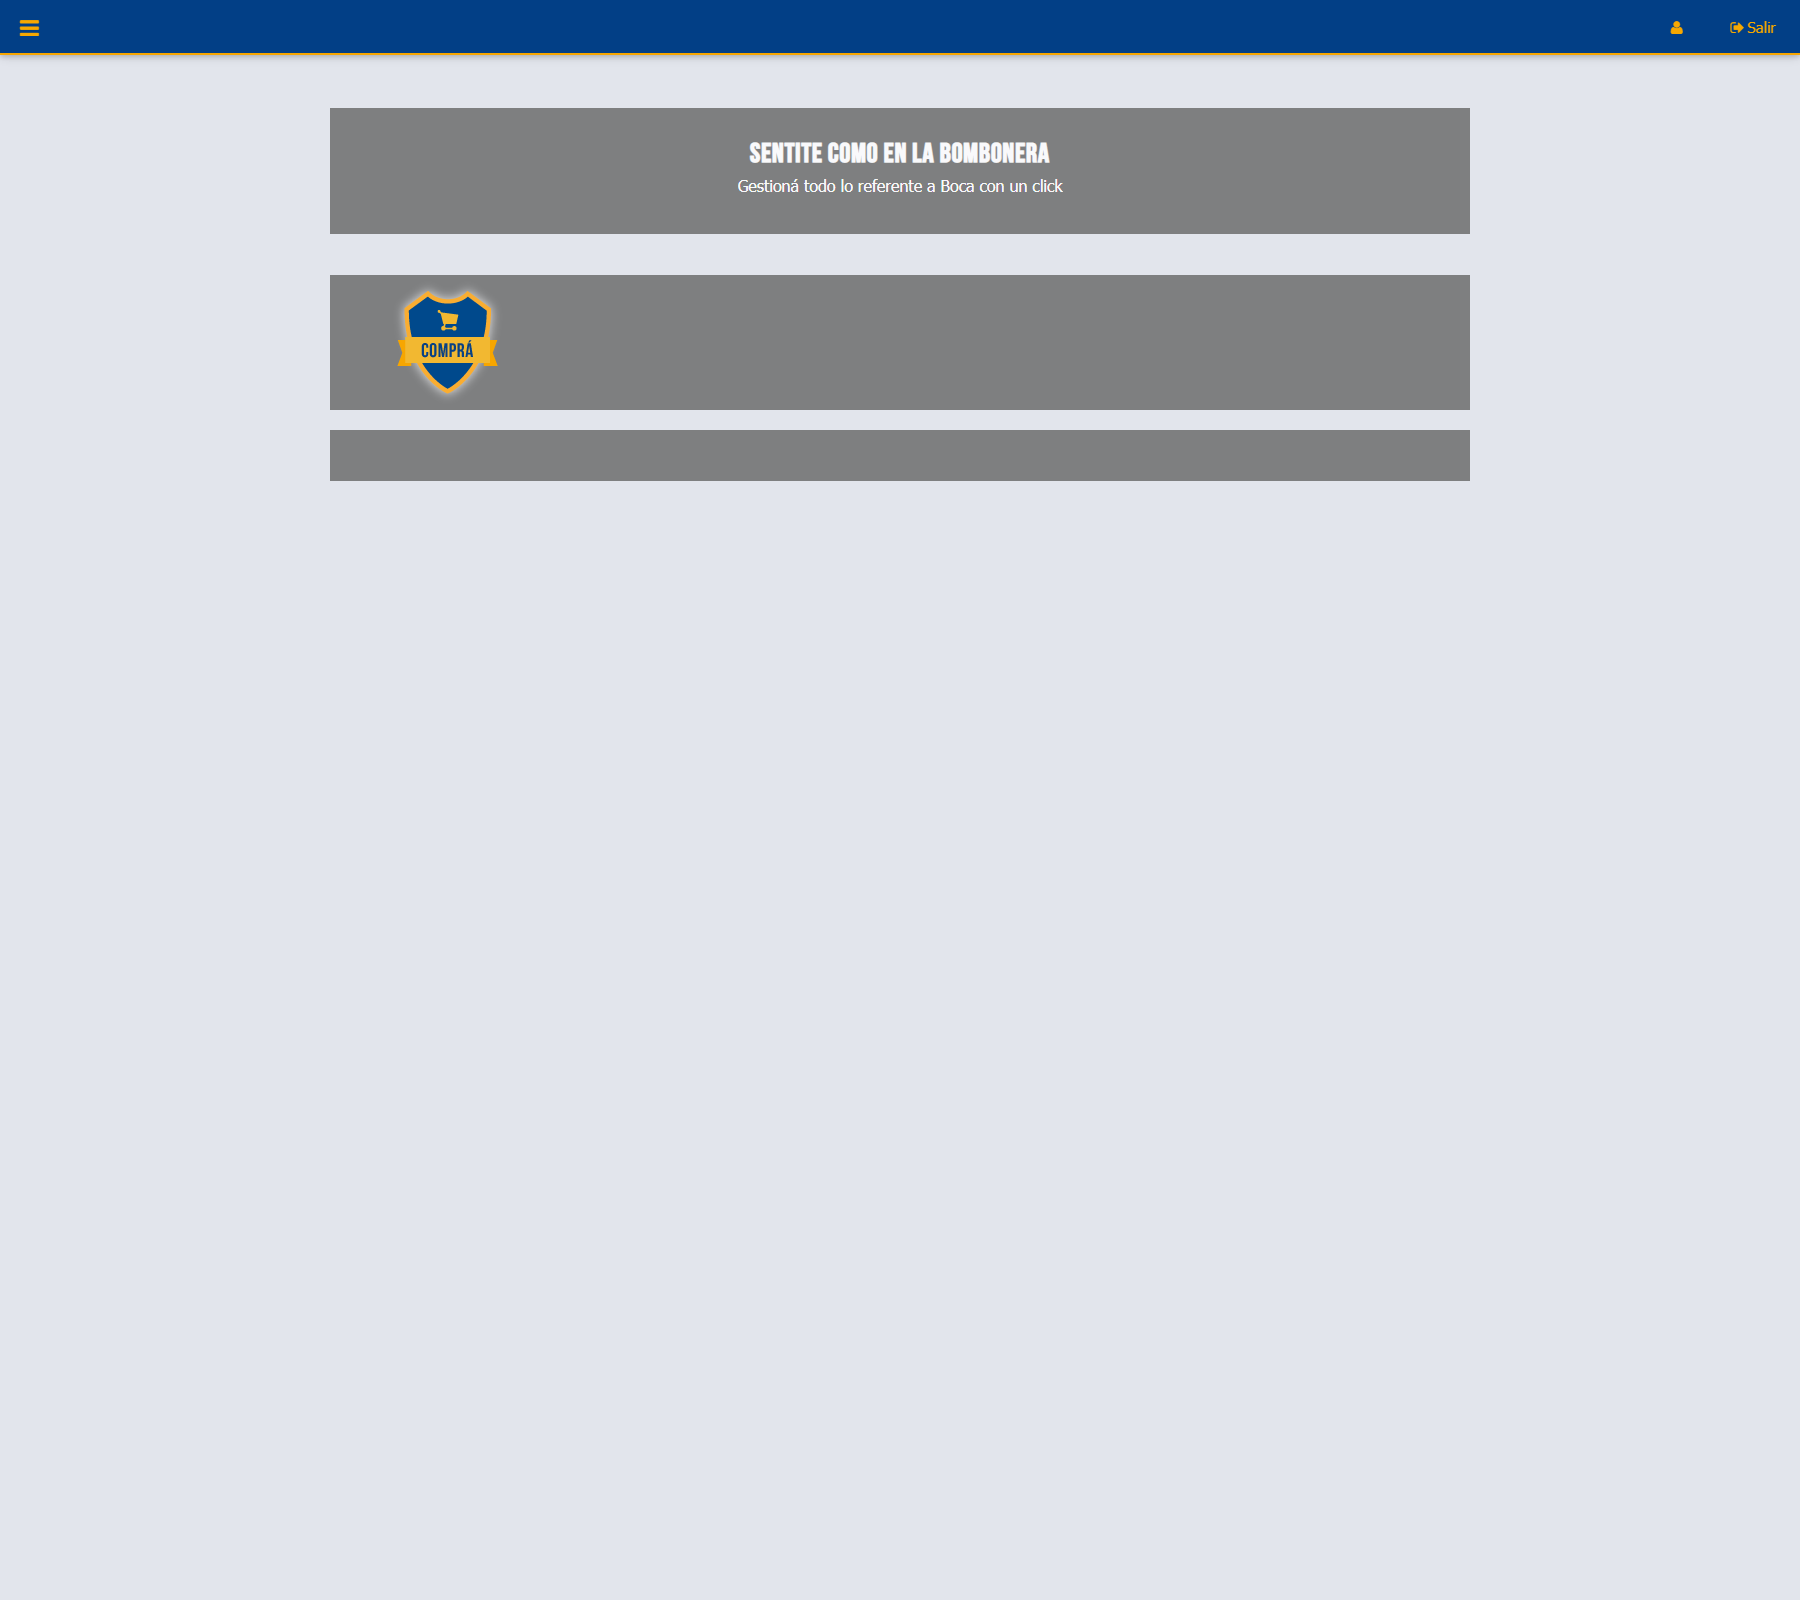 Salir
SENTITE COMO EN LA BOMBONERA
Gestioná todo lo referente a Boca con un click
COMPRÁ